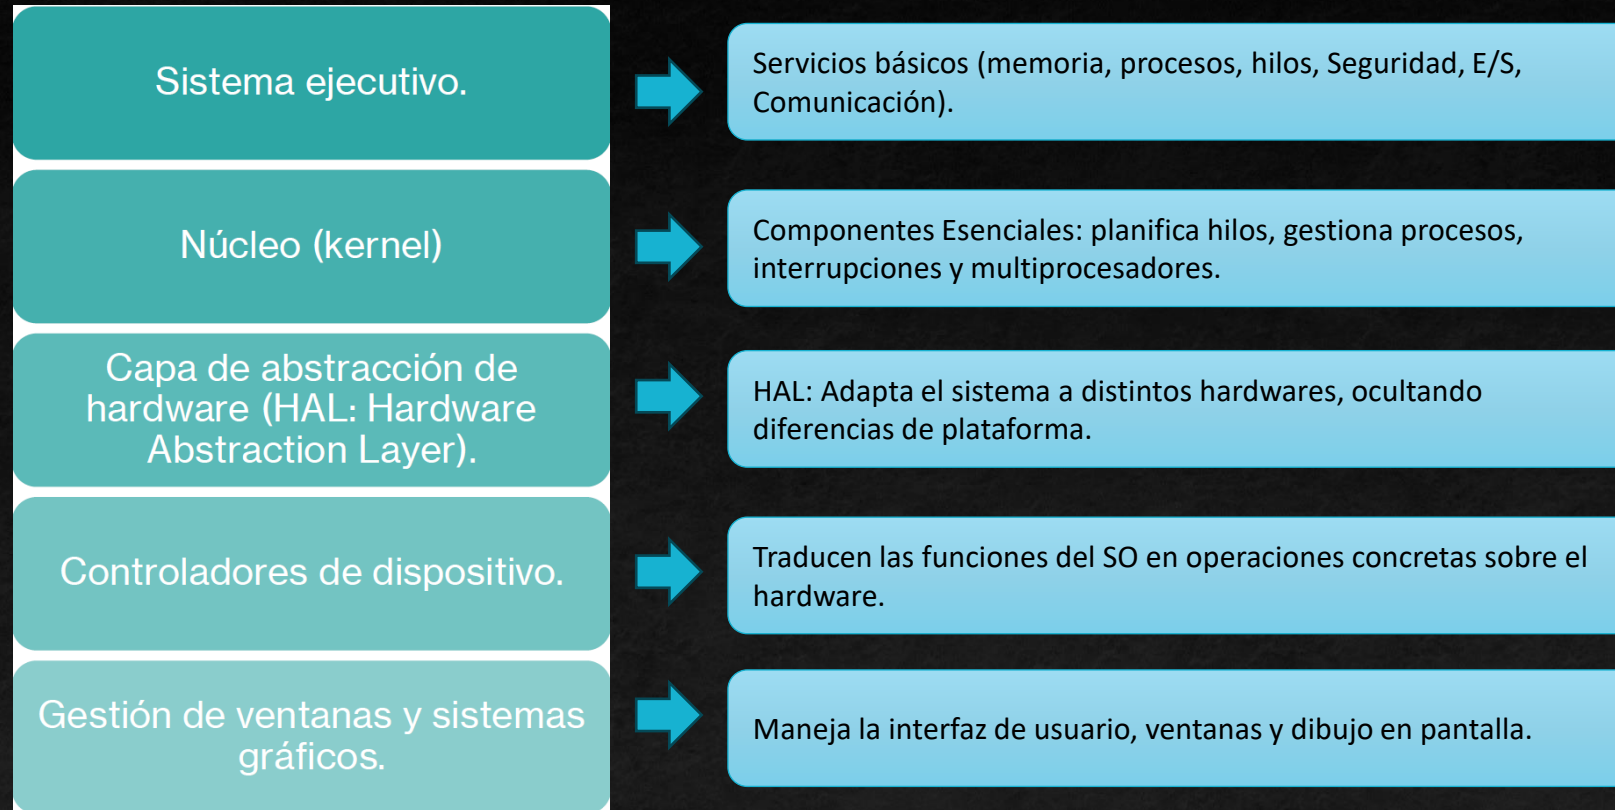 Sistema ejecutivo.
Servicios básicos (memoria, procesos, hilos, Seguridad, E/S,
Comunicación).
Núcleo (kernel)
Componentes Esenciales: planifica hilos, gestiona procesos,
interrupciones y multiprocesadores.
Capa de abstracción de
hardware (HAL: Hardware
Abstraction Layer).
HAL: Adapta el sistema a distintos hardwares, ocultando
diferencias de plataforma.
Controladores de dispositivo.
Traducen las funciones del SO en operaciones concretas sobre el
hardware.
Gestión de ventanas y sistemas
gráficos.
Maneja la interfaz de usuario, ventanas y dibujo en pantalla.